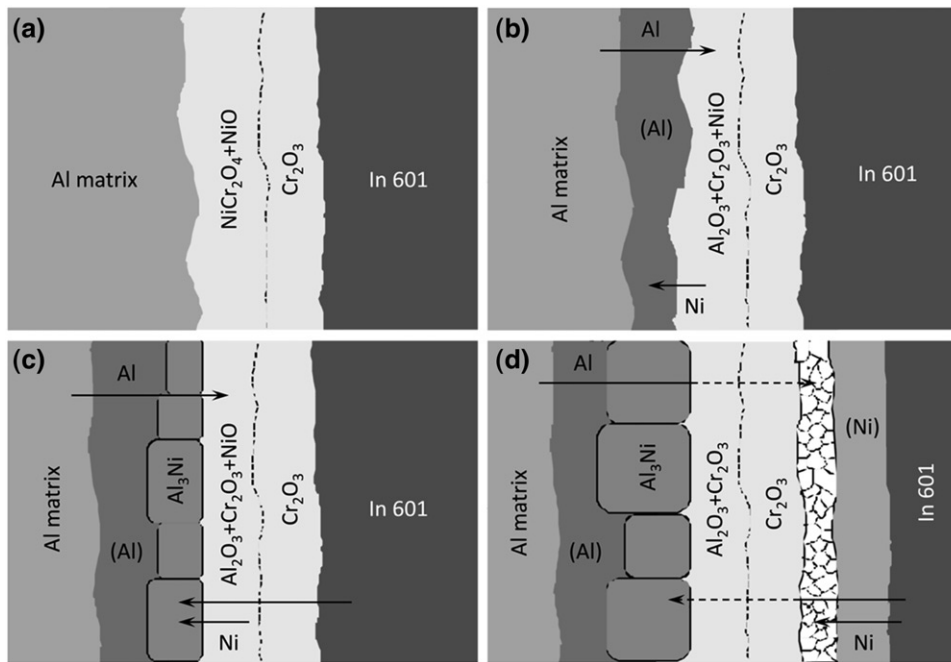 (a)
Al matrix
NiCr₂O₄+NiO
Cr₂O₃
In 601
(b)
Al
Al matrix
(Al)
Al₂O₃+Cr₂O₃+NiO
Cr₂O₃
In 601
Ni
(c)
Al
Al matrix
(Al)
Al₃Ni
Al₂O₃+Cr₂O₃+NiO
Cr₂O₃
In 601
Ni
(d)
Al
Al matrix
(Al)
Al₃Ni
Al₂O₃+Cr₂O₃
Cr₂O₃
(Ni)
In 601
Ni